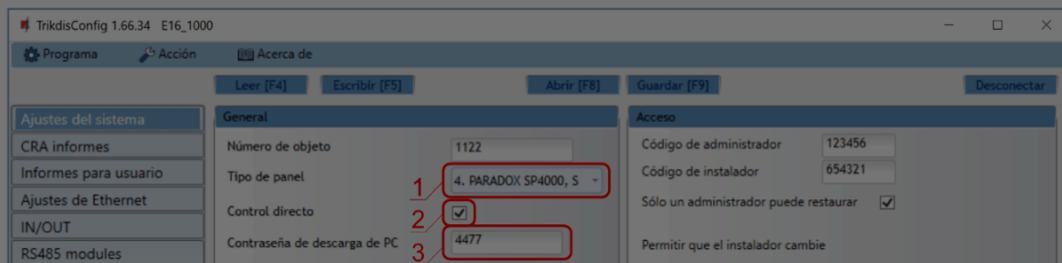 TrikdisConfig 1.66.34 E16_1000
Programa Acción Acerca de
Leer [F4] Escribir [F5] Abrir [F8] Guardar [F9] Desconectar
Ajustes del sistema
CRA informes
Informes para usuario
Ajustes de Ethernet
IN/OUT
RS485 modules
General
Número de objeto 1122
Tipo de panel 1 4. PARADOX SP4000, S
Control directo 2
Contraseña de descarga de PC 3 4477
Acceso
Código de administrador 123456
Código de instalador 654321
Sólo un administrador puede restaurar
Permitir que el instalador cambie